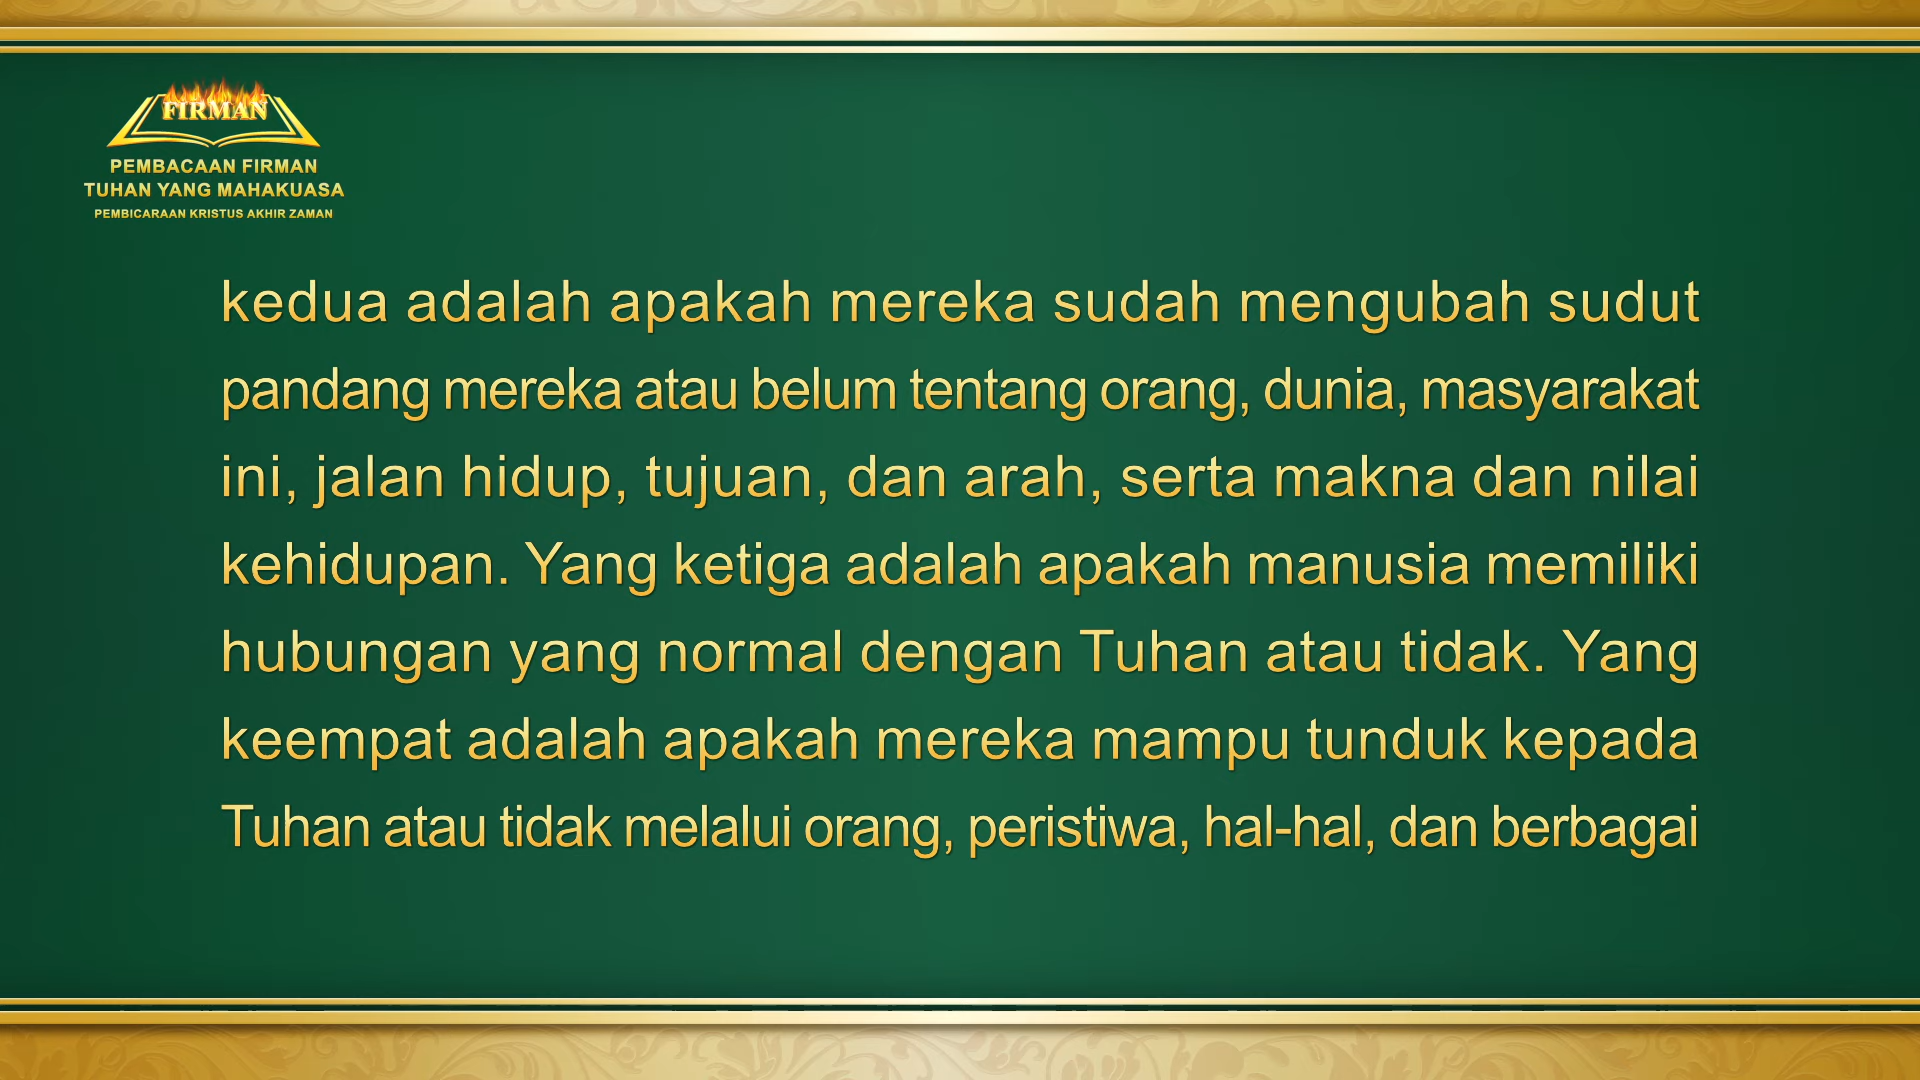 FIRMAN
PEMBACAAN FIRMAN
TUHAN YANG MAHAKUASA
PEMBICARAAN KRISTUS AKHIR ZAMAN
kedua adalah apakah mereka sudah mengubah sudut
pandang mereka atau belum tentang orang, dunia, masyarakat
ini, jalan hidup, tujuan, dan arah, serta makna dan nilai
kehidupan. Yang ketiga adalah apakah manusia memiliki
hubungan yang normal dengan Tuhan atau tidak. Yang
keempat adalah apakah mereka mampu tunduk kepada
Tuhan atau tidak melalui orang, peristiwa, hal-hal, dan berbagai